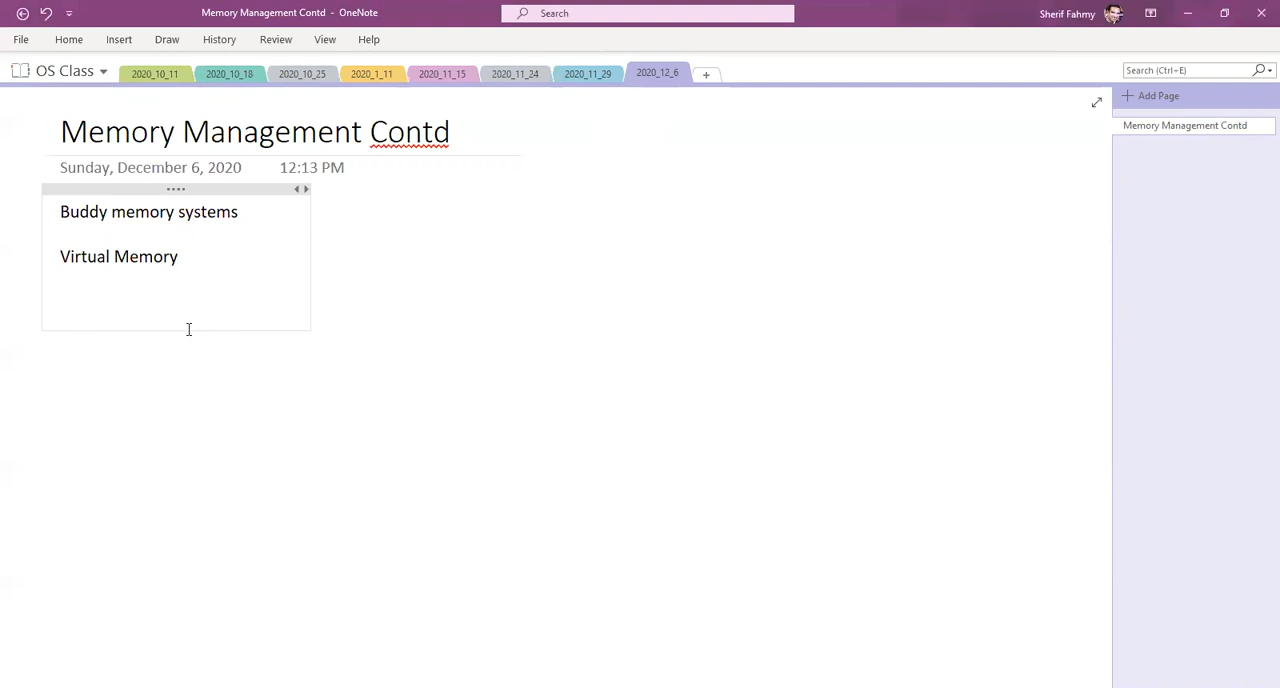 Memory Management Contd - OneNote
Search
Sherif Fahmy
File Home Insert Draw History Review View Help
OS Class
2020_10_11 2020_10_18 2020_10_25 2020_1_11 2020_11_15 2020_11_24 2020_11_29 2020_12_6
Search (Ctrl+E)
Add Page
Memory Management Contd
Memory Management Contd
Sunday, December 6, 2020 12:13 PM
Buddy memory systems
Virtual Memory